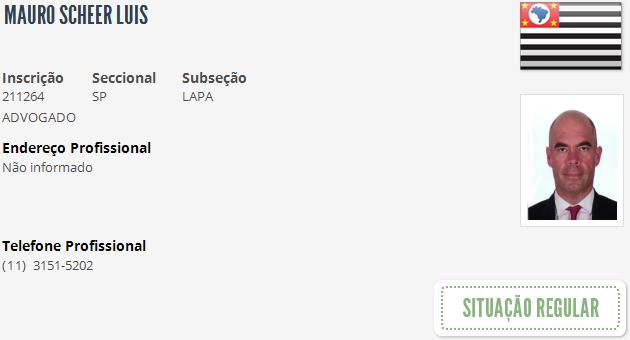 MAURO SCHEER LUIS
Inscrição Seccional Subseção
211264 SP LAPA
ADVOGADO
Endereço Profissional
Não informado
Telefone Profissional
(11) 3151-5202
SITUAÇÃO REGULAR